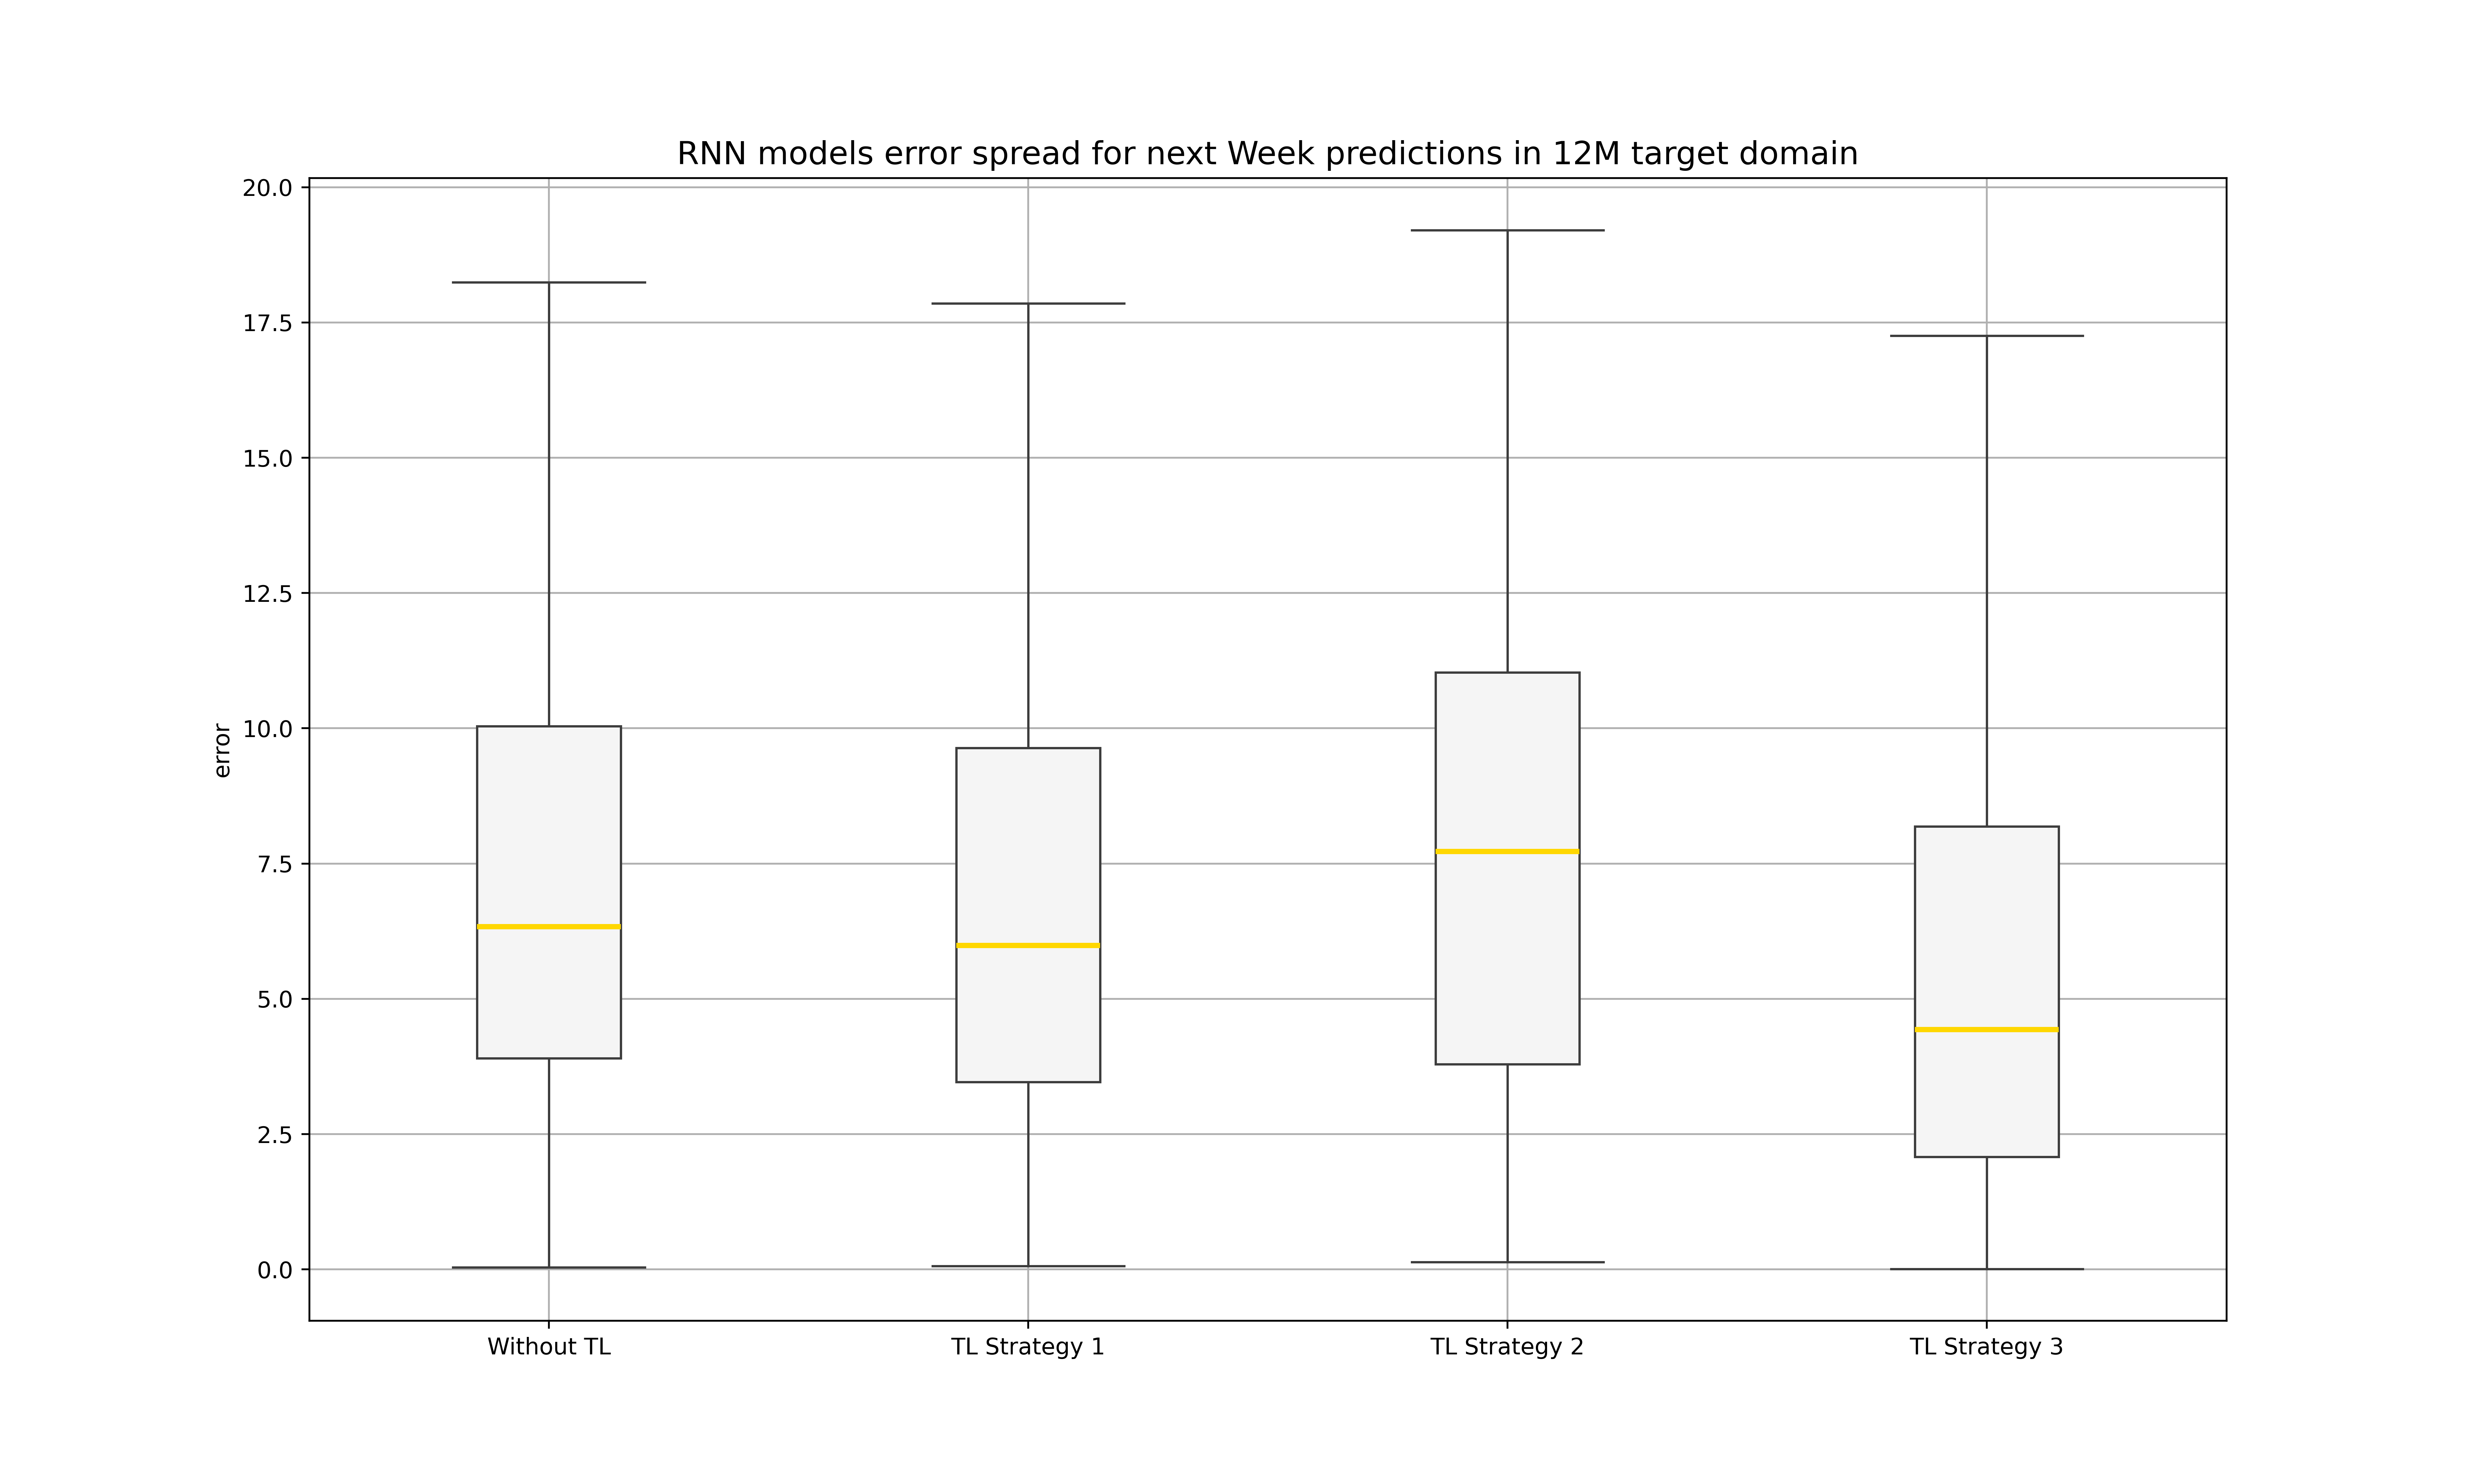 RNN models error spread for next Week predictions in 12M target domain
20.0
17.5
15.0
12.5
10.0
7.5
5.0
2.5
0.0
error
Without TL
TL Strategy 1
TL Strategy 2
TL Strategy 3